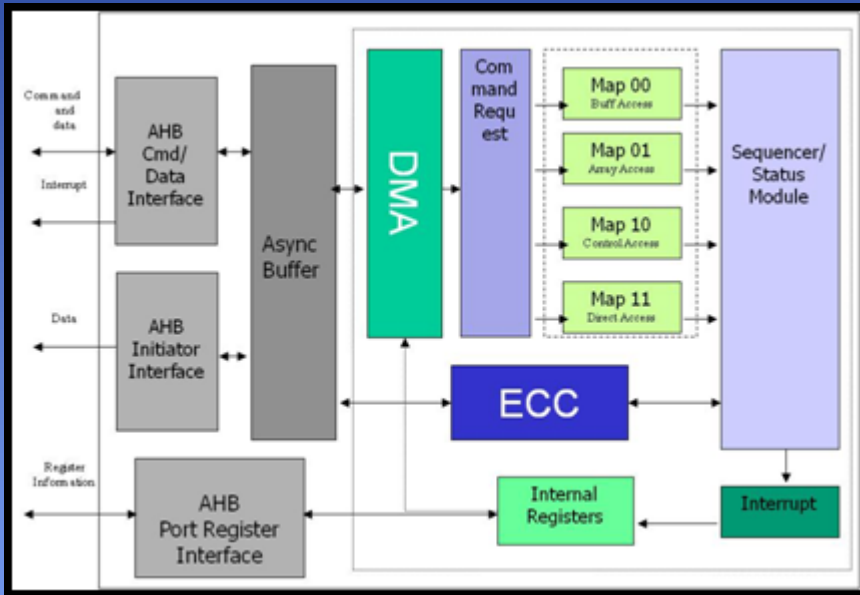 Command
and
data
Interrupt
Data
Register
Information
AHB
Cmd/
Data
Interface
AHB
Initiator
Interface
AHB
Port Register
Interface
Async
Buffer
DMA
Com
mand
Requ
est
Map 00
Buff Access
Map 01
Array Access
Map 10
Control Access
Map 11
Direct Access
Sequencer/
Status
Module
ECC
Internal
Registers
Interrupt